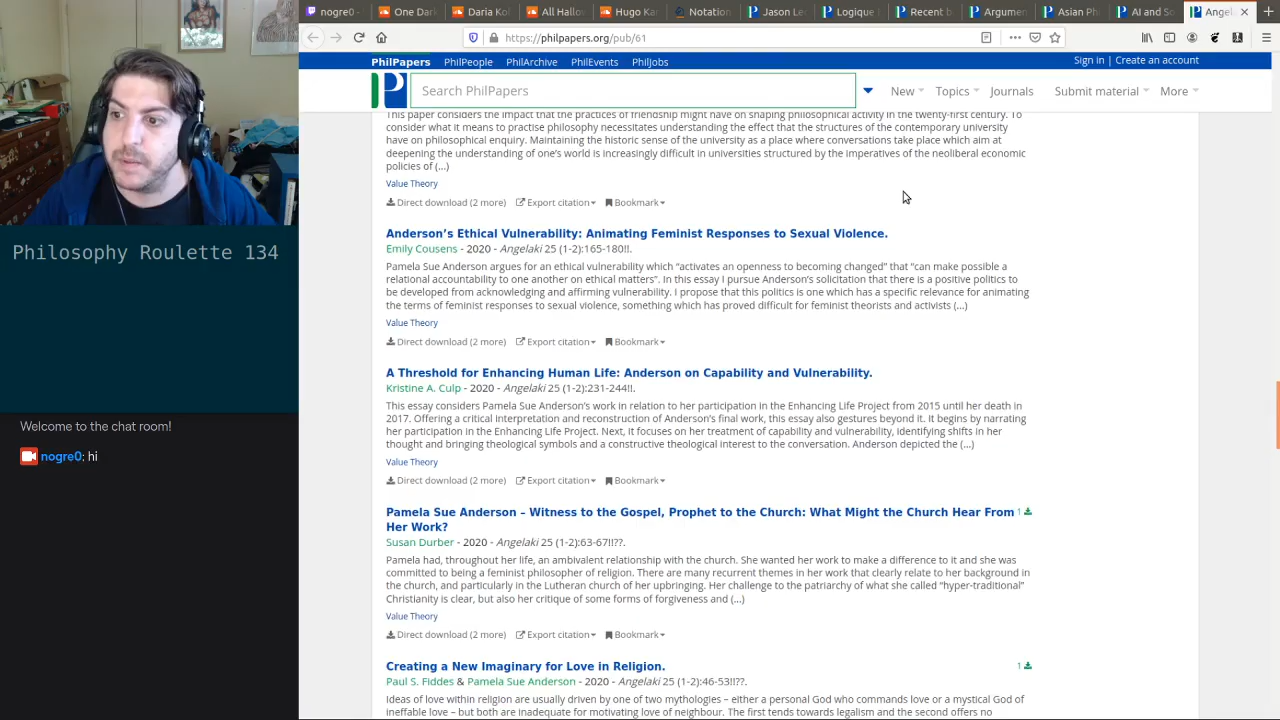 nogre0-
One Dark
Daria Kol
All Hallow
Hugo Kan
Notation
Jason Lee
Logique
Recent b
Argumen
Asian Ph
AI and So
Angel
https://philpapers.org/pub/61
PhilPapers PhilPeople PhilArchive PhilEvents PhilJobs Sign in | Create an account
Search PhilPapers New Topics Journals Submit material More
This paper considers the impact that the practices of friendship might have on shaping philosophical activity in the twenty-first century. To
consider what it means to practise philosophy necessitates understanding the effect that the structures of the contemporary university
have on philosophical enquiry. Maintaining the historic sense of the university as a place where conversations take place which aim at
deepening the understanding of one's world is increasingly difficult in universities structured by the imperatives of the neoliberal economic
policies of (...)
Value Theory
Direct download (2 more) Export citation Bookmark
Anderson's Ethical Vulnerability: Animating Feminist Responses to Sexual Violence.
Emily Cousens - 2020 - Angelaki 25 (1-2):165-180!!.
Pamela Sue Anderson argues for an ethical vulnerability which “activates an openness to becoming changed” that “can make possible a
relational accountability to one another on ethical matters”. In this essay I pursue Anderson's solicitation that there is a positive politics to
be developed from acknowledging and affirming vulnerability. I propose that this politics is one which has a specific relevance for animating
the terms of feminist responses to sexual violence, something which has proved difficult for feminist theorists and activists (...)
Value Theory
Direct download (2 more) Export citation Bookmark
A Threshold for Enhancing Human Life: Anderson on Capability and Vulnerability.
Kristine A. Culp - 2020 - Angelaki 25 (1-2):231-244!!.
This essay considers Pamela Sue Anderson's work in relation to her participation in the Enhancing Life Project from 2015 until her death in
2017. Offering a critical interpretation and reconstruction of Anderson's final work, this essay also gestures beyond it. It begins by narrating
her participation in the Enhancing Life Project. Next, it focuses on her treatment of capability and vulnerability, identifying shifts in her
thought and bringing theological symbols and a constructive theological interest to the conversation. Anderson depicted the (...)
Value Theory
Direct download (2 more) Export citation Bookmark
Pamela Sue Anderson – Witness to the Gospel, Prophet to the Church: What Might the Church Hear From 1
Her Work?
Susan Durber - 2020 - Angelaki 25 (1-2):63-67!!??.
Pamela had, throughout her life, an ambivalent relationship with the church. She wanted her work to make a difference to it and she was
committed to being a feminist philosopher of religion. There are many recurrent themes in her work that clearly relate to her background in
the church, and particularly in the Lutheran church of her upbringing. Her challenge to the patriarchy of what she called “hyper-traditional”
Christianity is clear, but also her critique of some forms of forgiveness and (...)
Value Theory
Direct download (2 more) Export citation Bookmark
Creating a New Imaginary for Love in Religion. 1
Paul S. Fiddes & Pamela Sue Anderson - 2020 - Angelaki 25 (1-2):46-53!!??.
Ideas of love within religion are usually driven by one of two mythologies – either a personal God who commands love or a mystical God of
ineffable love – but both are inadequate for motivating love of neighbour. The first tends towards legalism and the second offers no
Philosophy Roulette 134
Welcome to the chat room!
nogre0: hi